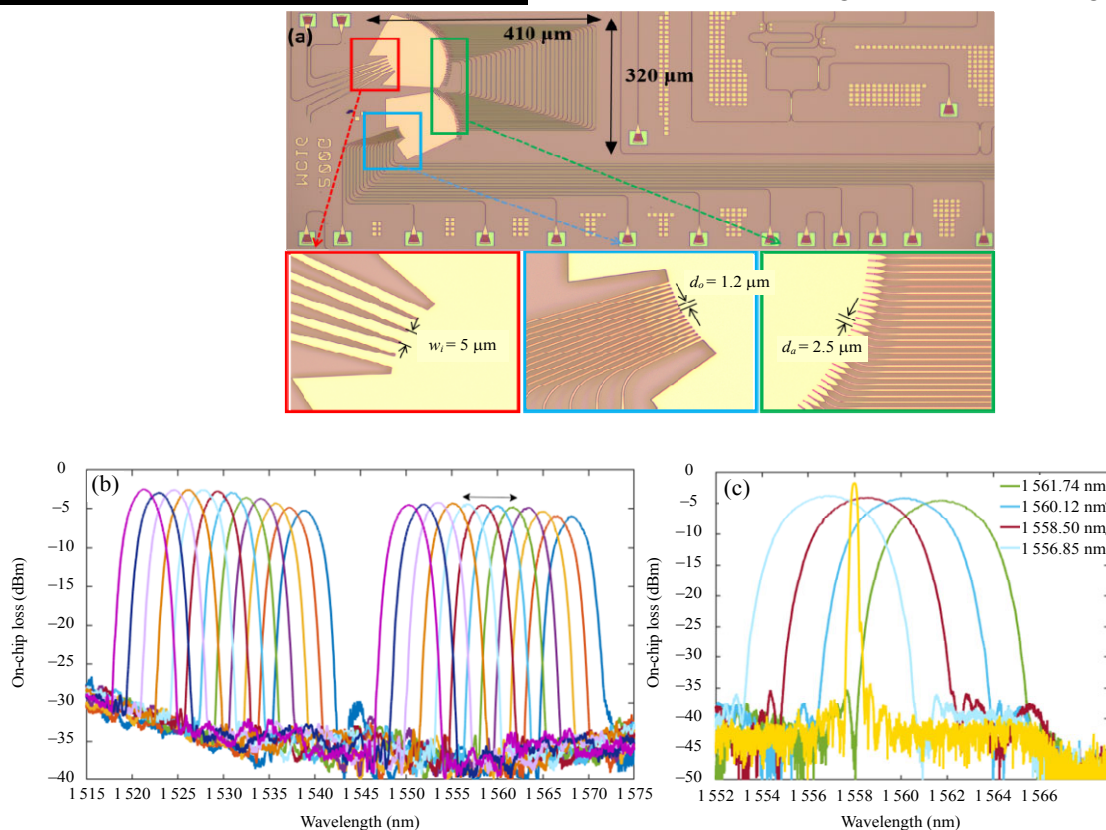 (a)
410 µm
320 µm
WCIG
500G
d_o = 1.2 µm
w_i = 5 µm
d_a = 2.5 µm
(b)
0
−5
−10
−15
−20
−25
−30
−35
−40
On-chip loss (dBm)
1 515 1 520 1 525 1 530 1 535 1 540 1 545 1 550 1 555 1 560 1 565 1 570 1 575
Wavelength (nm)
(c)
0
−5
−10
−15
−20
−25
−30
−35
−40
−45
−50
On-chip loss (dBm)
1 561.74 nm
1 560.12 nm
1 558.50 nm
1 556.85 nm
1 552 1 554 1 556 1 558 1 560 1 562 1 564 1 566
Wavelength (nm)